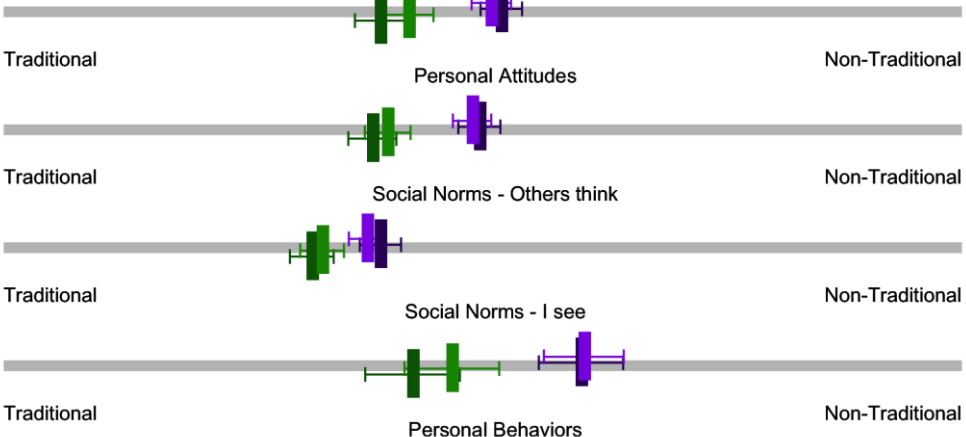 Traditional Non-Traditional
Personal Attitudes
Traditional Non-Traditional
Social Norms - Others think
Traditional Non-Traditional
Social Norms - I see
Traditional Non-Traditional
Personal Behaviors